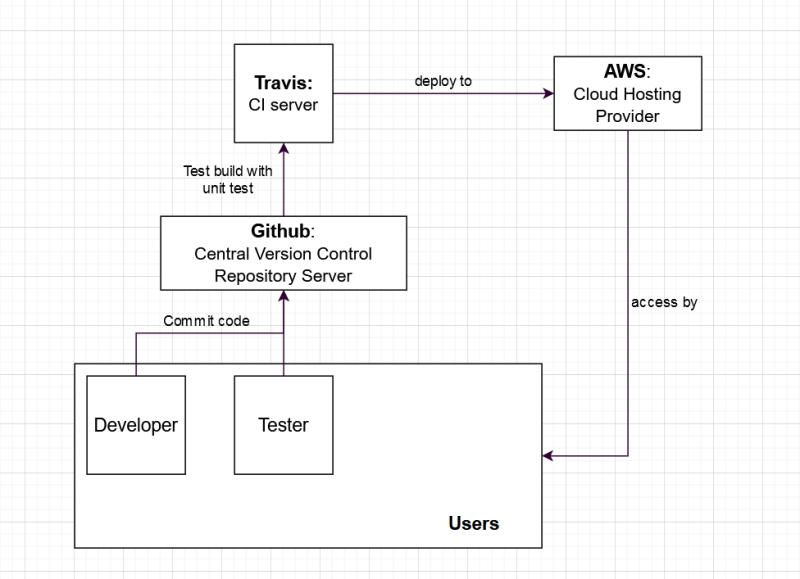 Travis:
CI server
deploy to
AWS:
Cloud Hosting
Provider
Test build with
unit test
Github:
Central Version Control
Repository Server
access by
Commit code
Developer
Tester
Users